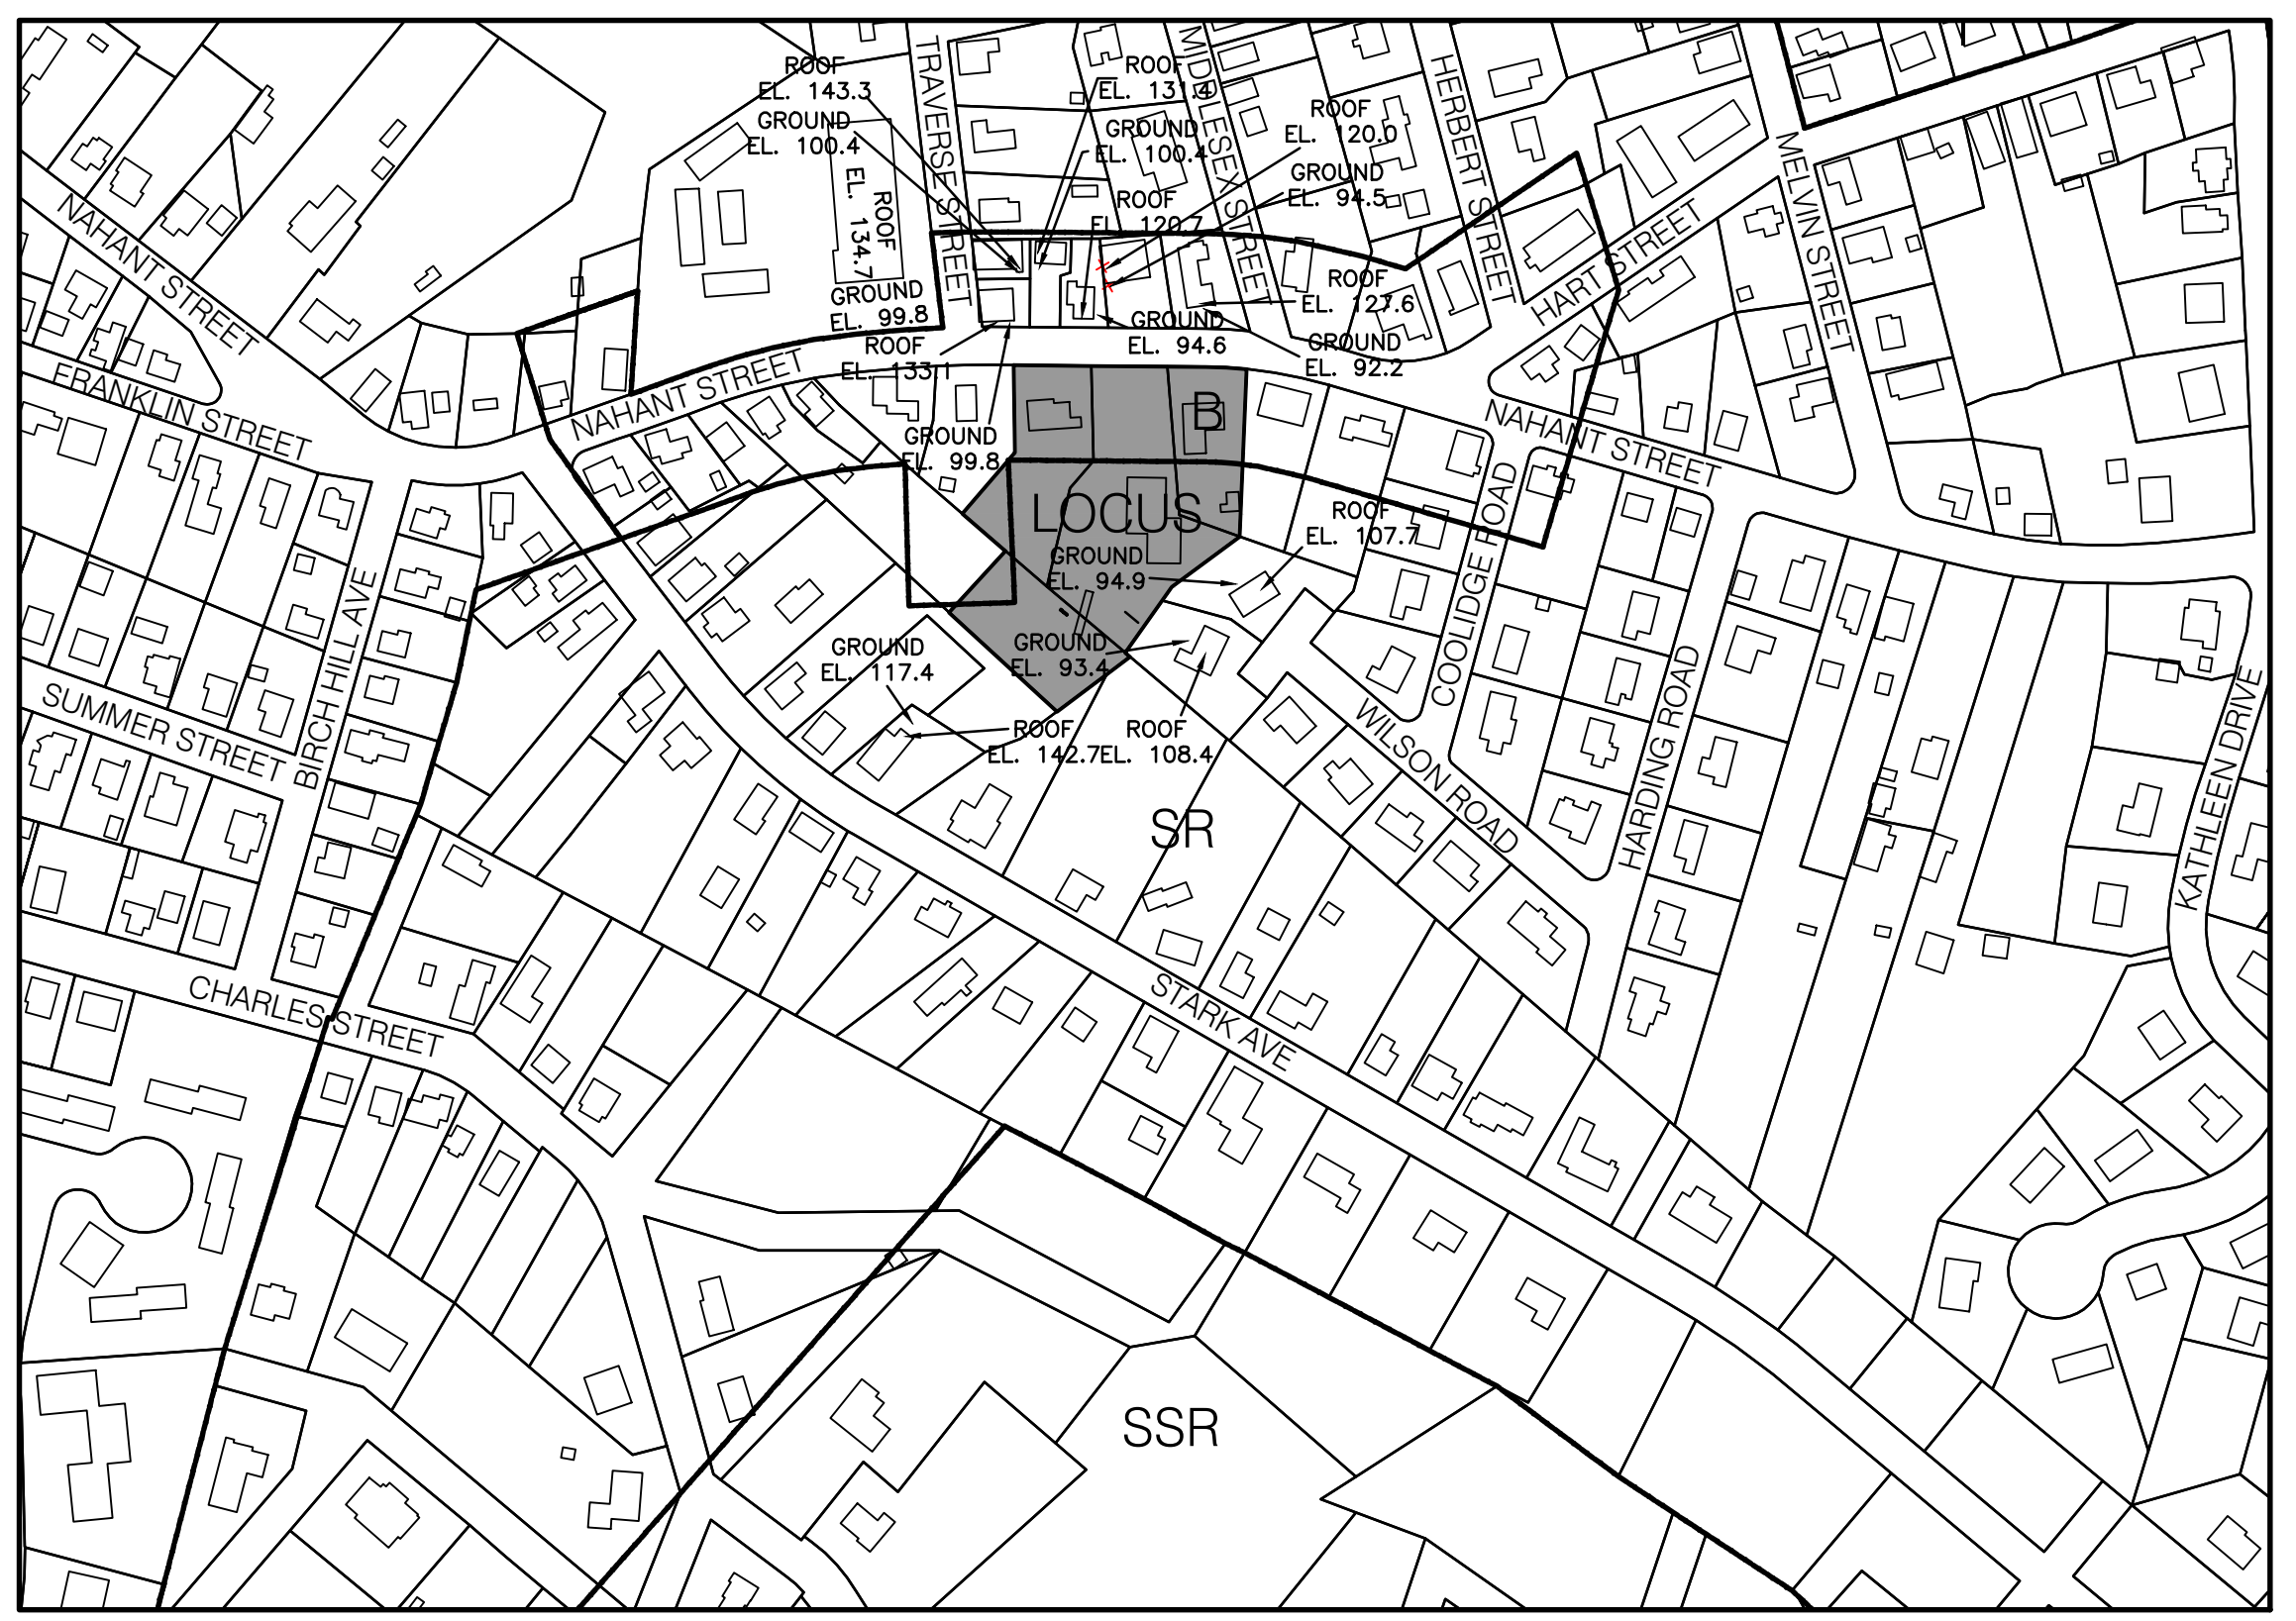 TRAVERSE STREET
MIDDLESEX STREET
HERBERT STREET
MELVIN STREET
ROOF
EL. 143.3
GROUND
EL. 100.4
ROOF
EL. 131.4
GROUND
EL. 100.4
ROOF
EL. 120.0
GROUND
EL. 94.5
ROOF
EL. 134.7
ROOF
EL. 120.7
NAHANT STREET
HART STREET
GROUND
EL. 99.8
ROOF
EL. 127.6
GROUND
EL. 94.6
ROOF
EL. 133.1
GROUND
EL. 92.2
FRANKLIN STREET
NAHANT STREET
B
NAHANT STREET
GROUND
EL. 99.8
LOCUS
ROOF
EL. 107.7
GROUND
EL. 94.9
COOLIDGE ROAD
BIRCH HILL AVE
GROUND
EL. 117.4
GROUND
EL. 93.4
HARDING ROAD
KATHLEEN DRIVE
SUMMER STREET
ROOF
EL. 142.7
ROOF
EL. 108.4
WILSON ROAD
SR
CHARLES STREET
STARK AVE
SSR